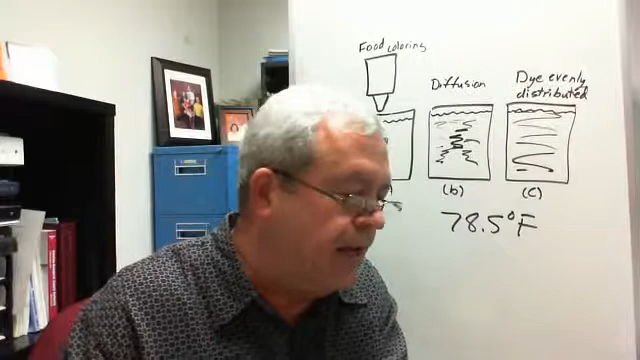 Food coloring
Diffusion
Dye evenly
distributed
(b)
(c)
78.5°F